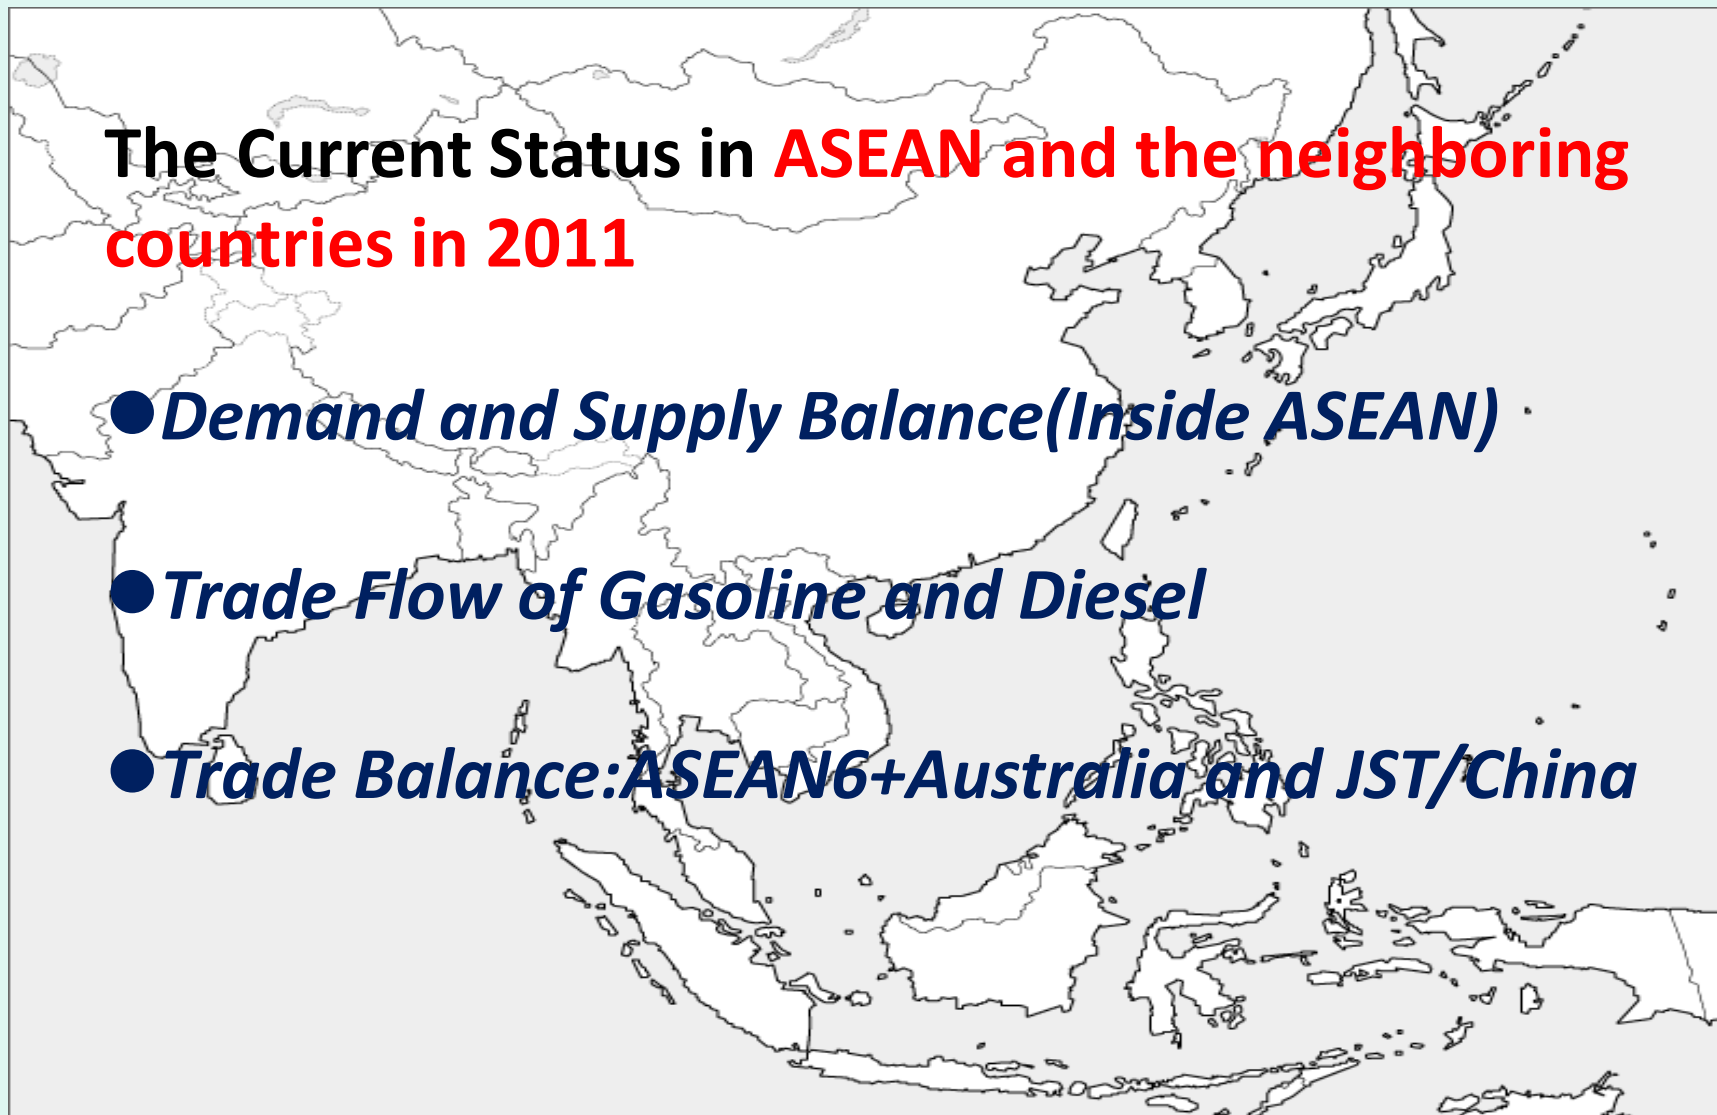 The Current Status in ASEAN and the neighboring
countries in 2011
●Demand and Supply Balance(Inside ASEAN)
●Trade Flow of Gasoline and Diesel
●Trade Balance:ASEAN6+Australia and JST/China